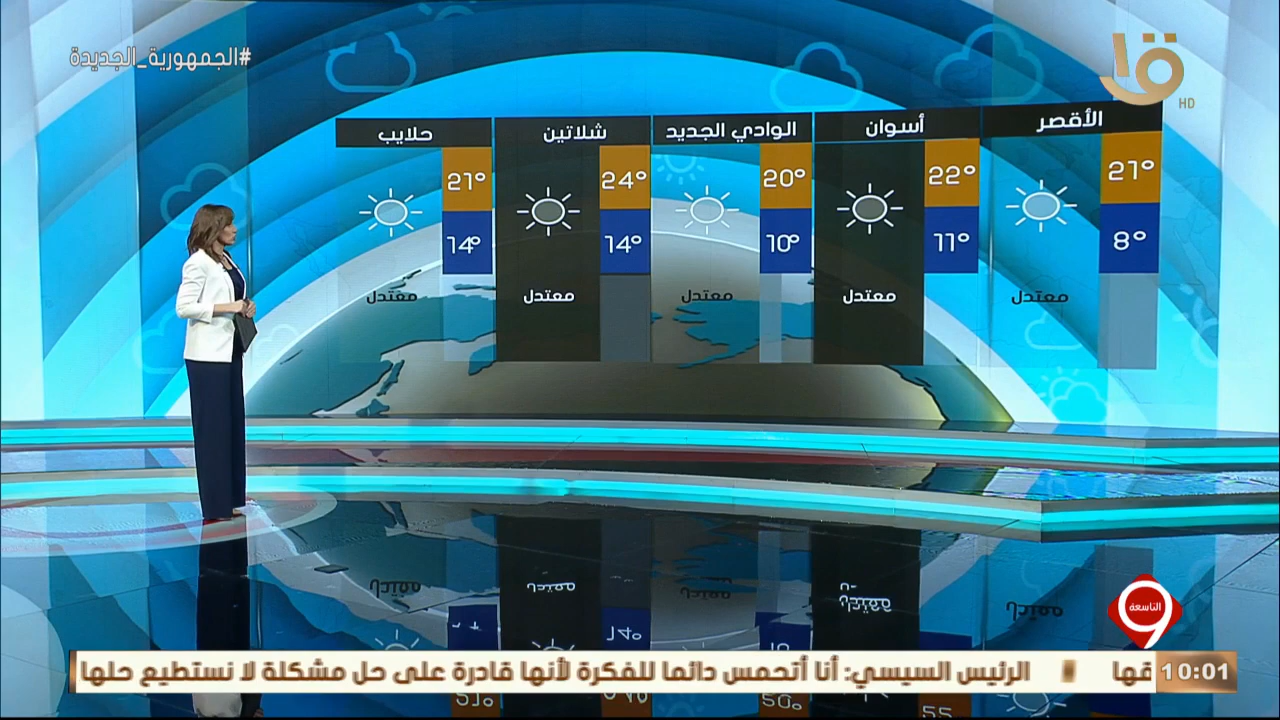 #الجمهورية_الجديدة
HD
الأقصر
21°
8°
معتدل
أسوان
22°
11°
معتدل
الوادي الجديد
20°
10°
معتدل
شلاتين
24°
14°
معتدل
حلايب
21°
14°
معتدل
التاسعة
9
10:01
قها الرئيس السيسي: أنا أتحمس دائما للفكرة لأنها قادرة على حل مشكلة لا نستطيع حلها